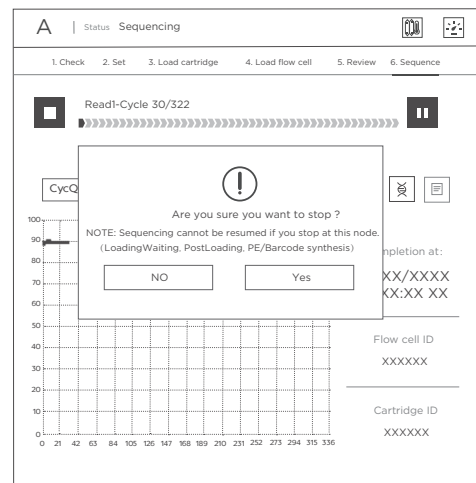 A | Status Sequencing
1. Check 2. Set 3. Load cartridge 4. Load flow cell 5. Review 6. Sequence
Read1-Cycle 30/322
CycQ
Are you sure you want to stop ?
NOTE: Sequencing cannot be resumed if you stop at this node.
(LoadingWaiting, PostLoading, PE/Barcode synthesis)
NO Yes
mpletion at:
XX/XXXX
XX:XX XX
Flow cell ID
XXXXXX
Cartridge ID
XXXXXX
100
90
80
70
60
50
40
30
20
10
0
0 21 42 63 84 105 126 147 168 189 210 231 252 273 294 315 336